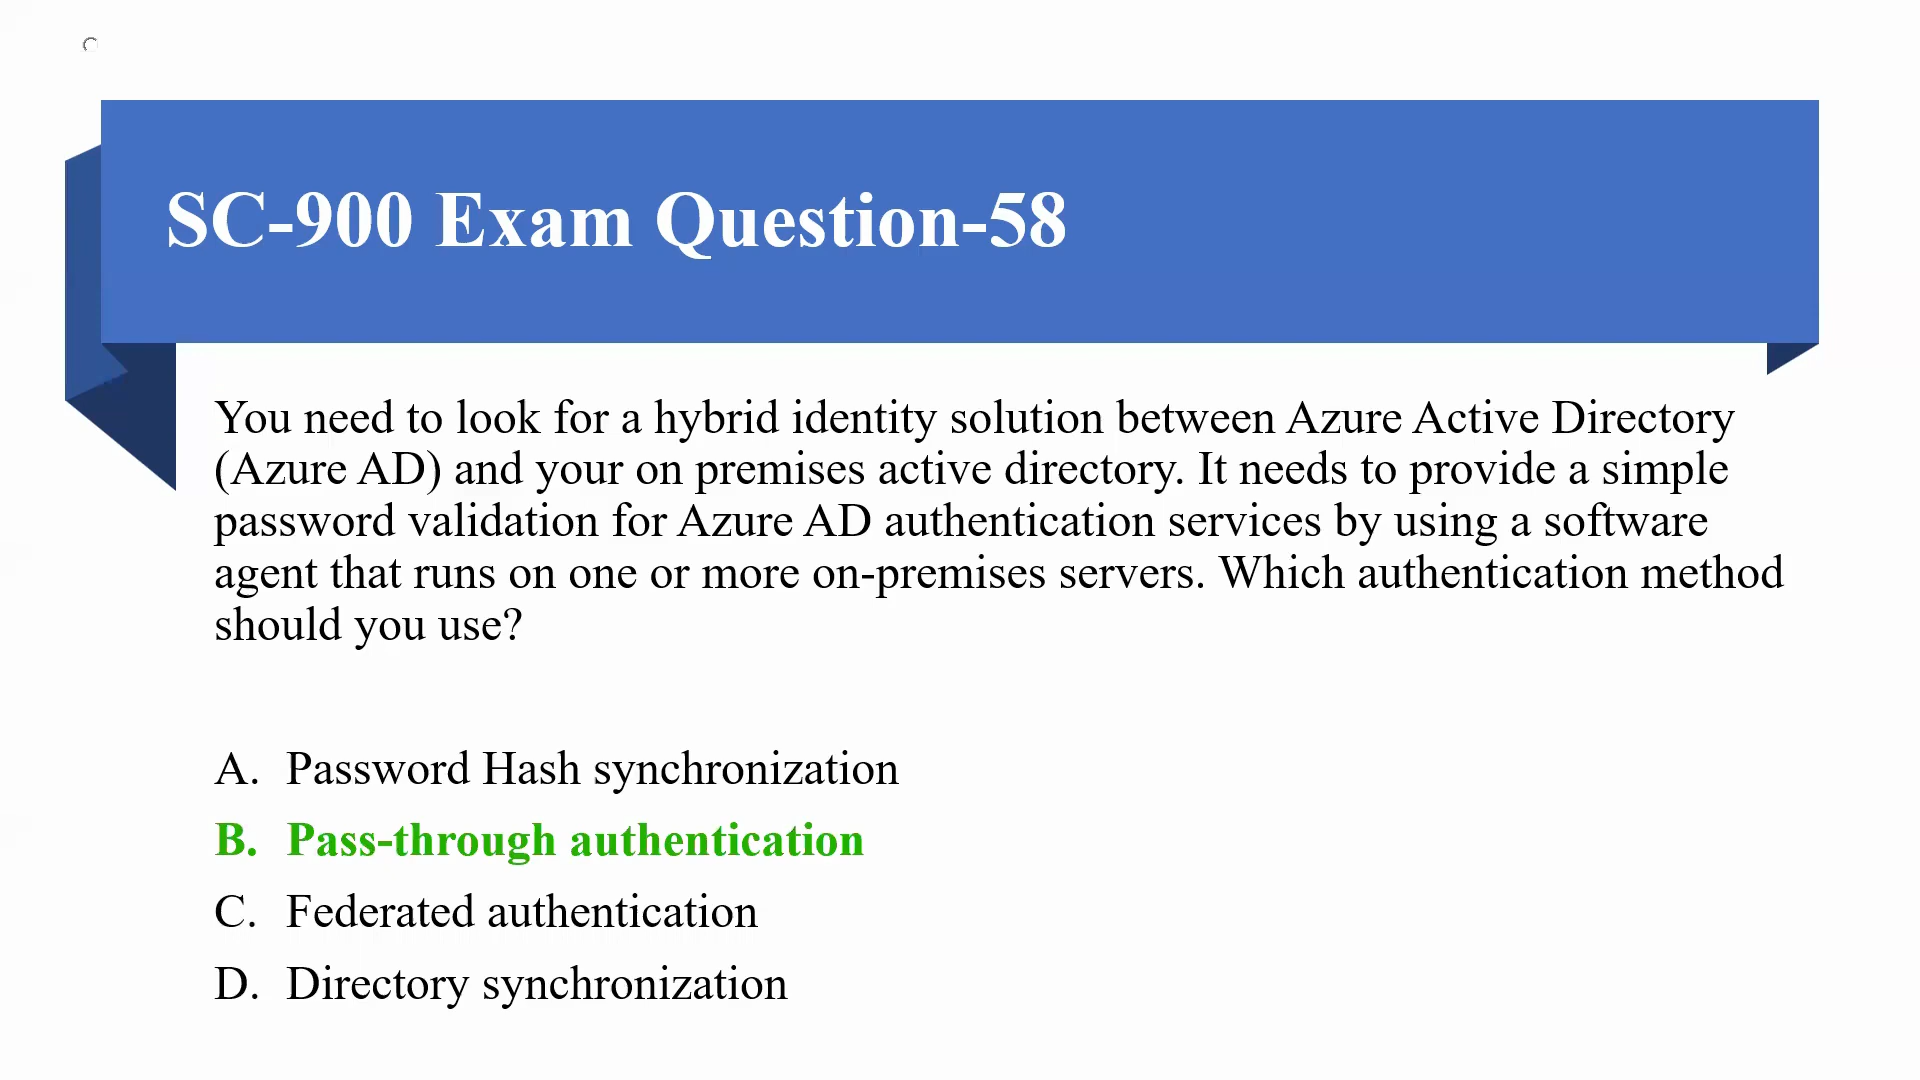 SC-900 Exam Question-58
You need to look for a hybrid identity solution between Azure Active Directory
(Azure AD) and your on premises active directory. It needs to provide a simple
password validation for Azure AD authentication services by using a software
agent that runs on one or more on-premises servers. Which authentication method
should you use?
A. Password Hash synchronization
B. Pass-through authentication
C. Federated authentication
D. Directory synchronization